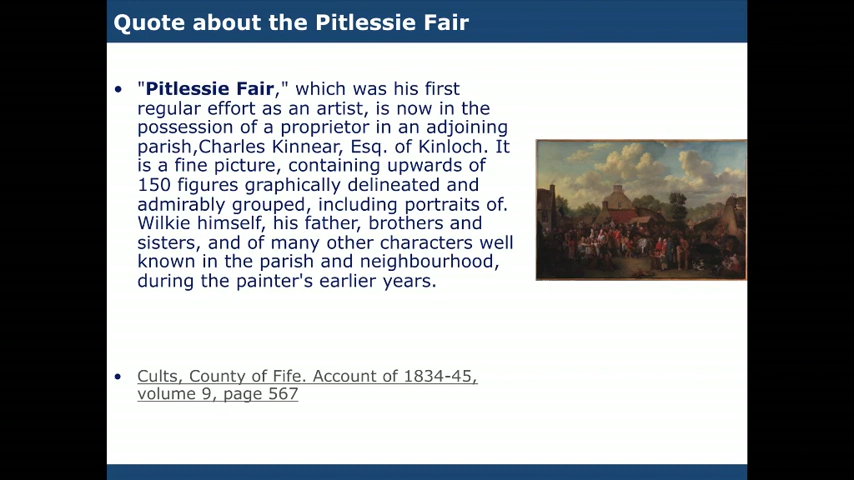 Quote about the Pitlessie Fair
• "Pitlessie Fair," which was his first
regular effort as an artist, is now in the
possession of a proprietor in an adjoining
parish,Charles Kinnear, Esq. of Kinloch. It
is a fine picture, containing upwards of
150 figures graphically delineated and
admirably grouped, including portraits of.
Wilkie himself, his father, brothers and
sisters, and of many other characters well
known in the parish and neighbourhood,
during the painter's earlier years.
• Cults, County of Fife. Account of 1834-45,
volume 9, page 567